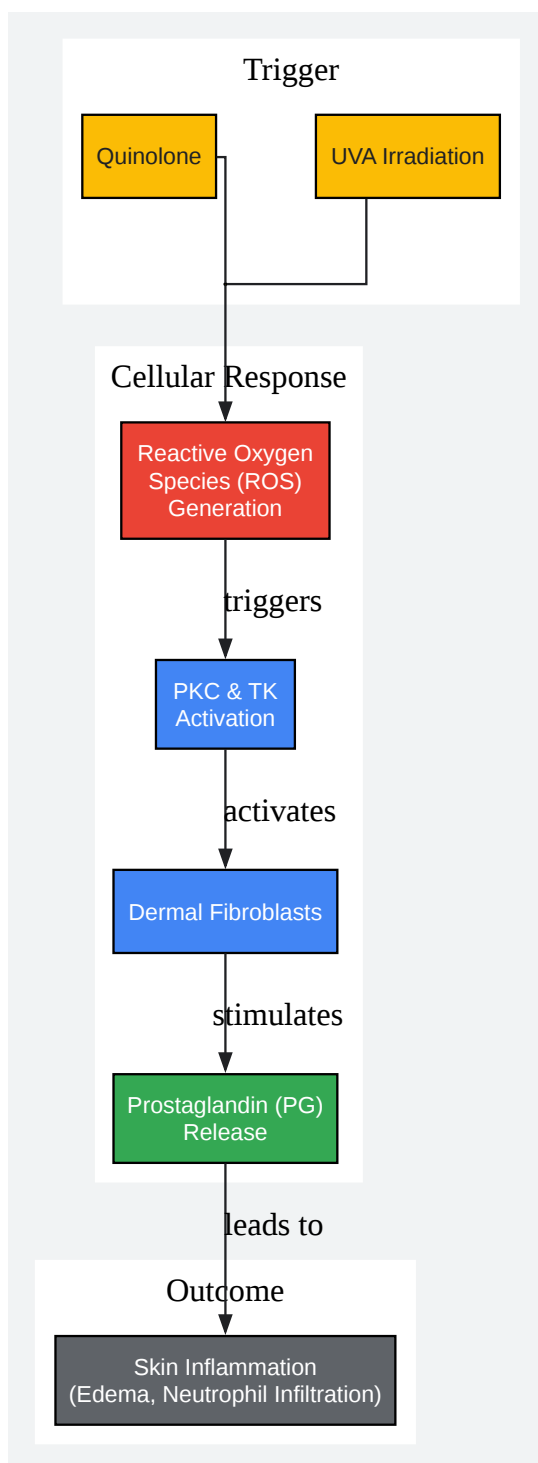 Trigger
Quinolone
UVA Irradiation
Cellular Response
Reactive Oxygen
Species (ROS)
Generation
triggers
PKC & TK
Activation
activates
Dermal Fibroblasts
stimulates
Prostaglandin (PG)
Release
leads to
Outcome
Skin Inflammation
(Edema, Neutrophil Infiltration)